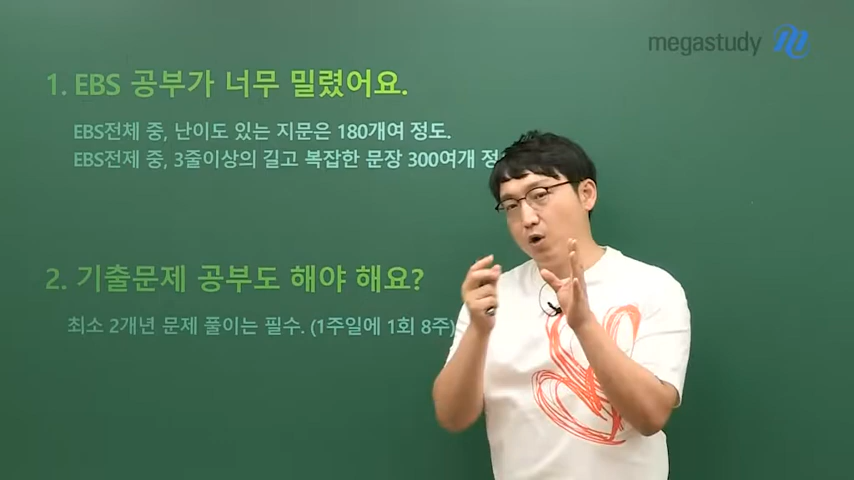 megastudy
1. EBS 공부가 너무 밀렸어요.
EBS전체 중, 난이도 있는 지문은 180개여 정도.
EBS전체 중, 3줄이상의 길고 복잡한 문장 300여개
2. 기출문제 공부도 해야 해요?
최소 2개년 문제 풀이는 필수. (1주일에 1회 8주)